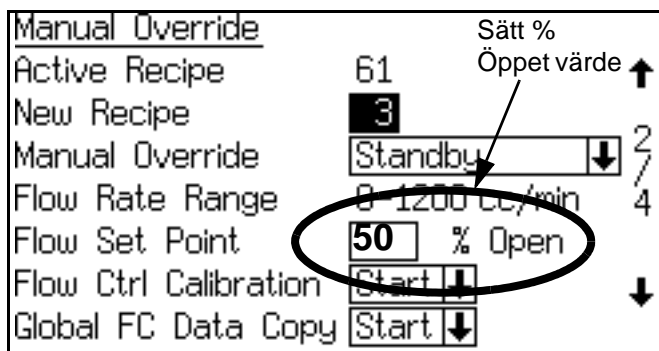 Manual Override
Sätt %
Öppet värde
Active Recipe 61
New Recipe 3
Manual Override Standby
Flow Rate Range 0-1200 cc/min
Flow Set Point 50 % Open
Flow Ctrl Calibration Start
Global FC Data Copy Start
2/4